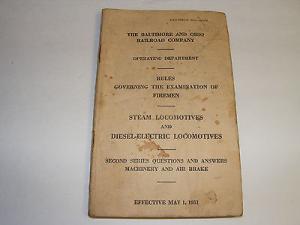 THE BALTIMORE AND OHIO
RAILROAD COMPANY
OPERATING DEPARTMENT
RULES
GOVERNING THE EXAMINATION OF
FIREMEN
STEAM LOCOMOTIVES
AND
DIESEL-ELECTRIC LOCOMOTIVES
SECOND SERIES QUESTIONS AND ANSWERS
MACHINERY AND AIR BRAKE
EFFECTIVE MAY 1, 1951